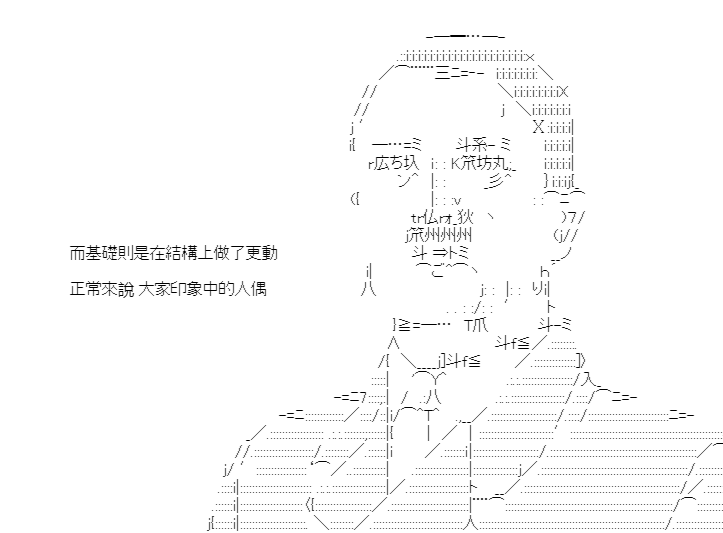 而基礎則是在結構上做了更動
正常來說 大家印象中的人偶